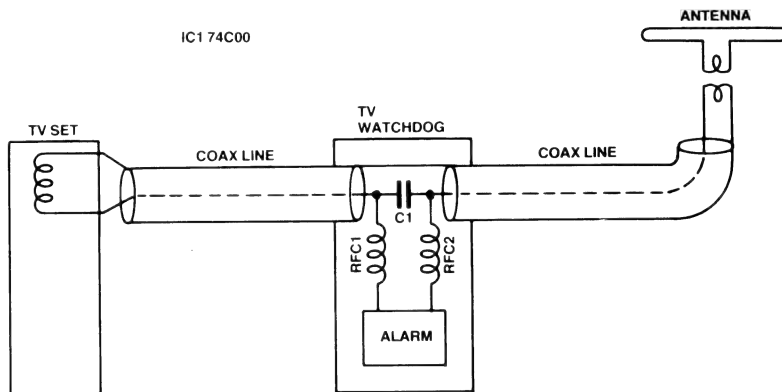 ANTENNA
IC1 74C00
TV
WATCHDOG
TV SET
COAX LINE
COAX LINE
C1
RFC1
RFC2
ALARM